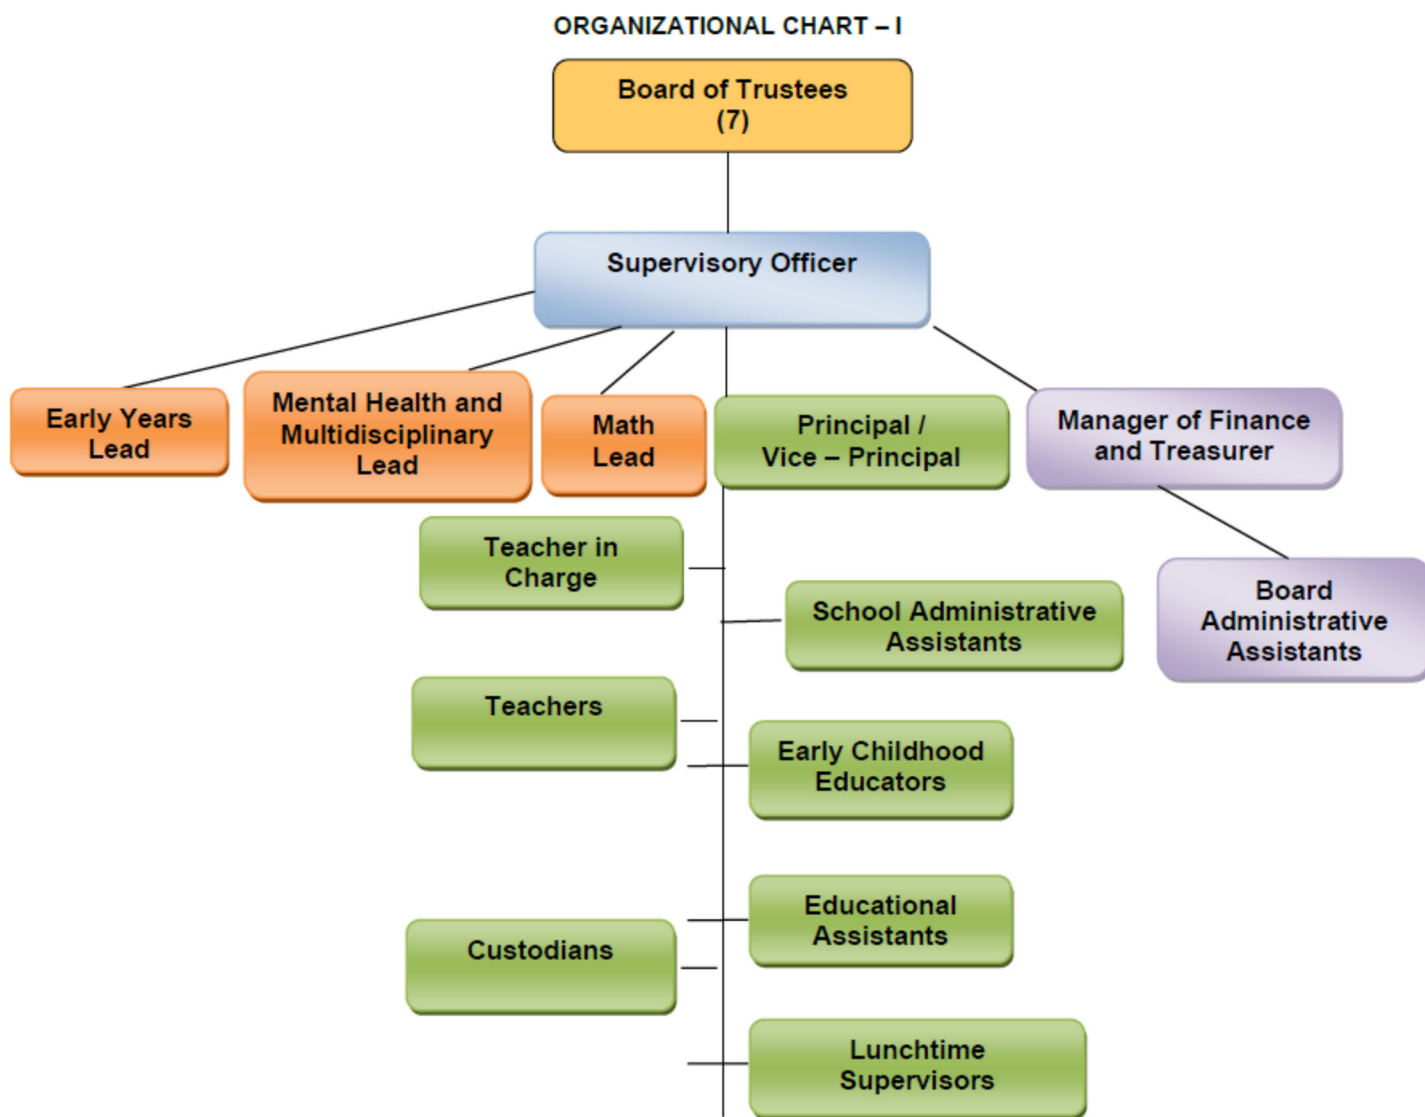 ORGANIZATIONAL CHART – I
Board of Trustees
(7)
Supervisory Officer
Early Years
Lead
Mental Health and
Multidisciplinary
Lead
Math
Lead
Principal /
Vice – Principal
Manager of Finance
and Treasurer
Teacher in
Charge
School Administrative
Assistants
Board
Administrative
Assistants
Teachers
Early Childhood
Educators
Educational
Assistants
Custodians
Lunchtime
Supervisors